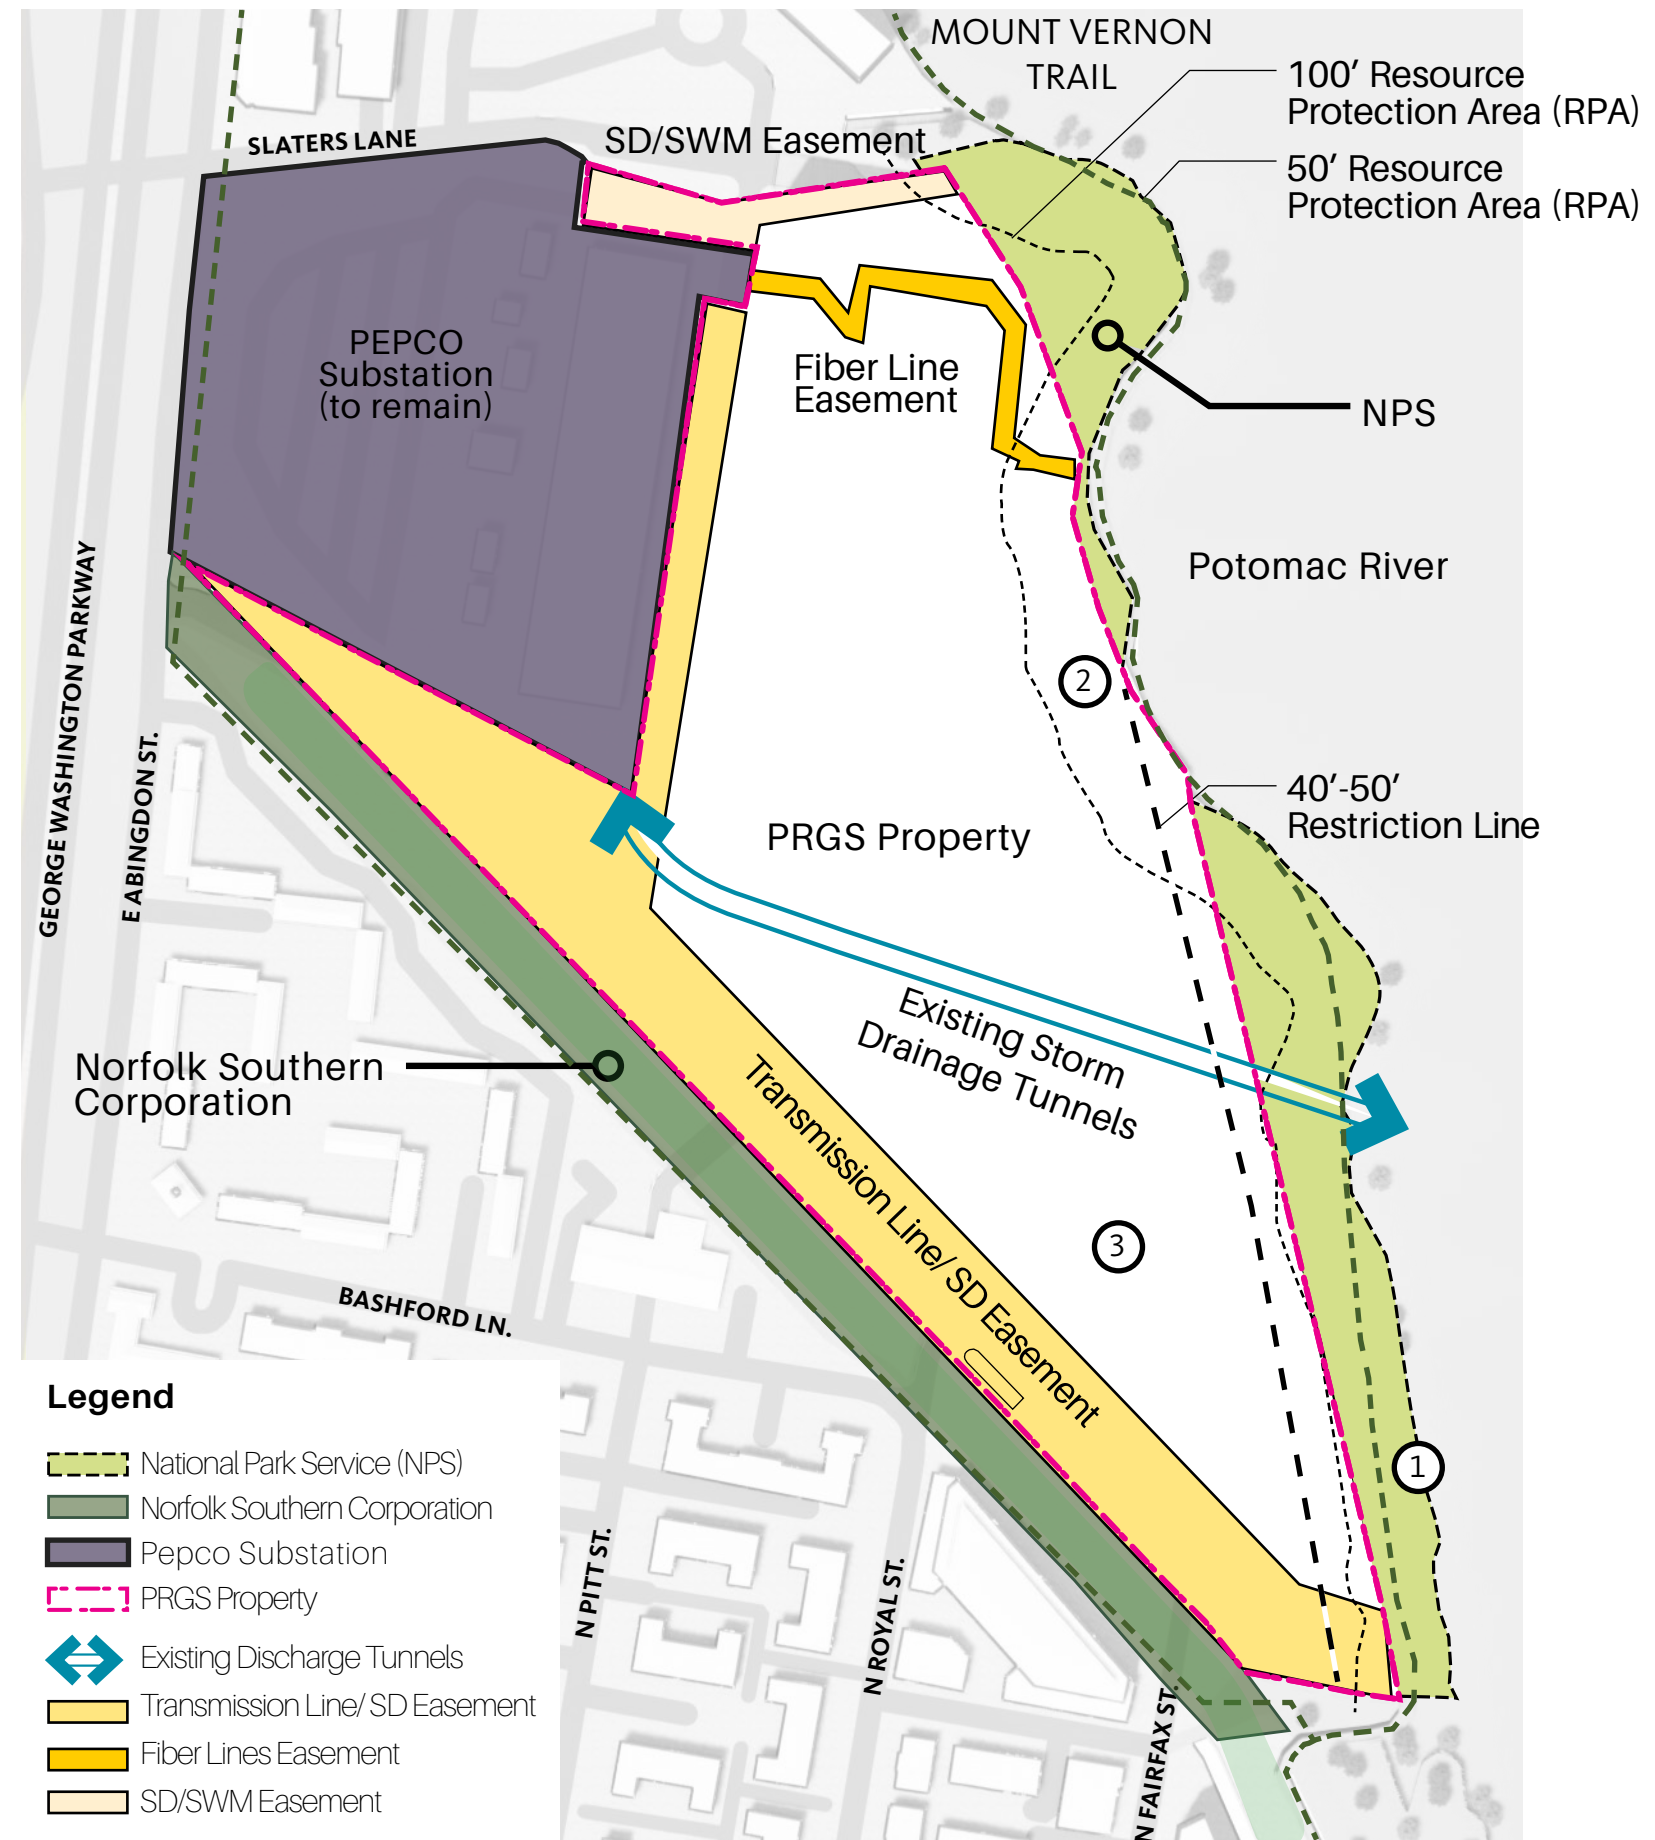 MOUNT VERNON
TRAIL
100′ Resource
Protection Area (RPA)
SLATERS LANE
SD/SWM Easement
50′ Resource
Protection Area (RPA)
PEPCO
Substation
(to remain)
Fiber Line
Easement
NPS
Potomac River
GEORGE WASHINGTON PARKWAY
E ABINGDON ST.
2
40′-50′
Restriction Line
PRGS Property
Existing Storm
Drainage Tunnels
Norfolk Southern
Corporation
Transmission Line/ SD Easement
3
BASHFORD LN.
1
N PITT ST.
N ROYAL ST.
N FAIRFAX ST.
Legend
National Park Service (NPS)
Norfolk Southern Corporation
Pepco Substation
PRGS Property
Existing Discharge Tunnels
Transmission Line/ SD Easement
Fiber Lines Easement
SD/SWM Easement